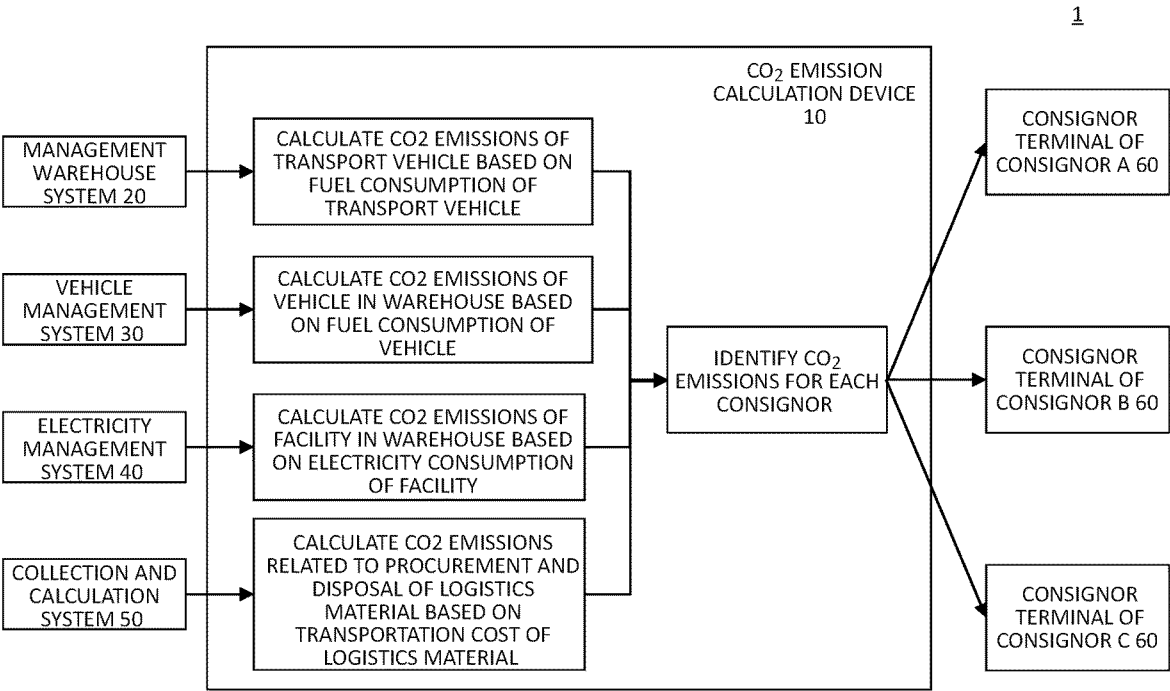 1
CO2 EMISSION
CALCULATION DEVICE
10
MANAGEMENT
WAREHOUSE
SYSTEM 20
CALCULATE CO2 EMISSIONS OF
TRANSPORT VEHICLE BASED ON
FUEL CONSUMPTION OF
TRANSPORT VEHICLE
VEHICLE
MANAGEMENT
SYSTEM 30
CALCULATE CO2 EMISSIONS OF
VEHICLE IN WAREHOUSE BASED
ON FUEL CONSUMPTION OF
VEHICLE
ELECTRICITY
MANAGEMENT
SYSTEM 40
CALCULATE CO2 EMISSIONS OF
FACILITY IN WAREHOUSE BASED
ON ELECTRICITY CONSUMPTION
OF FACILITY
COLLECTION AND
CALCULATION
SYSTEM 50
CALCULATE CO2 EMISSIONS
RELATED TO PROCUREMENT AND
DISPOSAL OF LOGISTICS
MATERIAL BASED ON
TRANSPORTATION COST OF
LOGISTICS MATERIAL
IDENTIFY CO2
EMISSIONS FOR EACH
CONSIGNOR
CONSIGNOR
TERMINAL OF
CONSIGNOR A 60
CONSIGNOR
TERMINAL OF
CONSIGNOR B 60
CONSIGNOR
TERMINAL OF
CONSIGNOR C 60